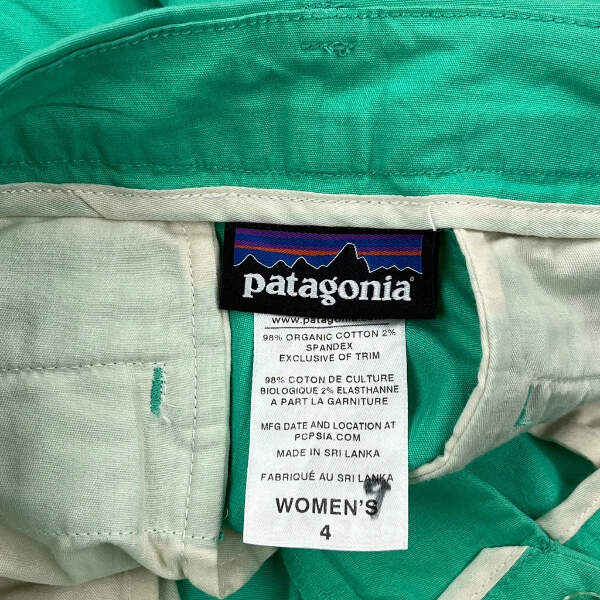 patagonia®
www.patagonia
98% ORGANIC COTTON 2%
SPANDEX
EXCLUSIVE OF TRIM
98% COTON DE CULTURE
BIOLOGIQUE 2% ELASTHANNE
A PART LA GARNITURE
MFG DATE AND LOCATION AT
PCPSIA.COM
MADE IN SRI LANKA
FABRIQUÉ AU SRI LANKA
WOMEN'S
4